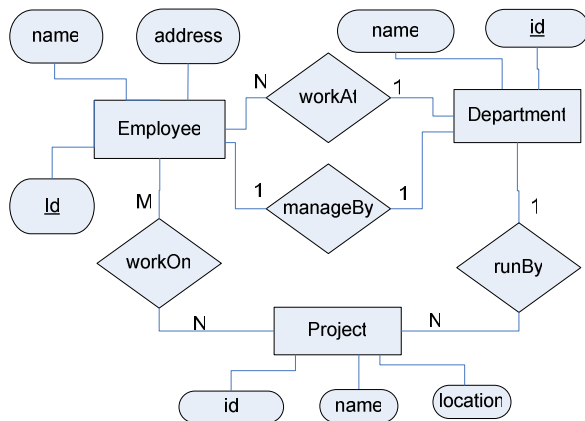 name
address
name
id
N
workAt
1
Employee
Department
Id
1
manageBy
1
M
1
workOn
runBy
N
Project
N
id
name
location